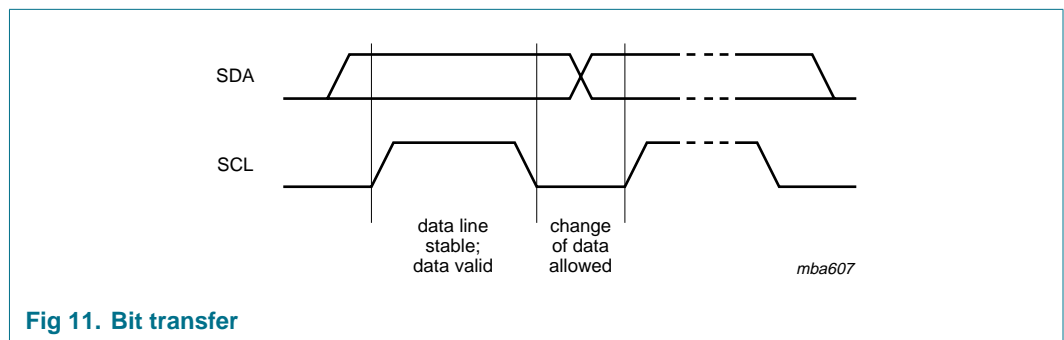 SDA
SCL
data line
stable;
data valid
change
of data
allowed
mba607
Fig 11. Bit transfer